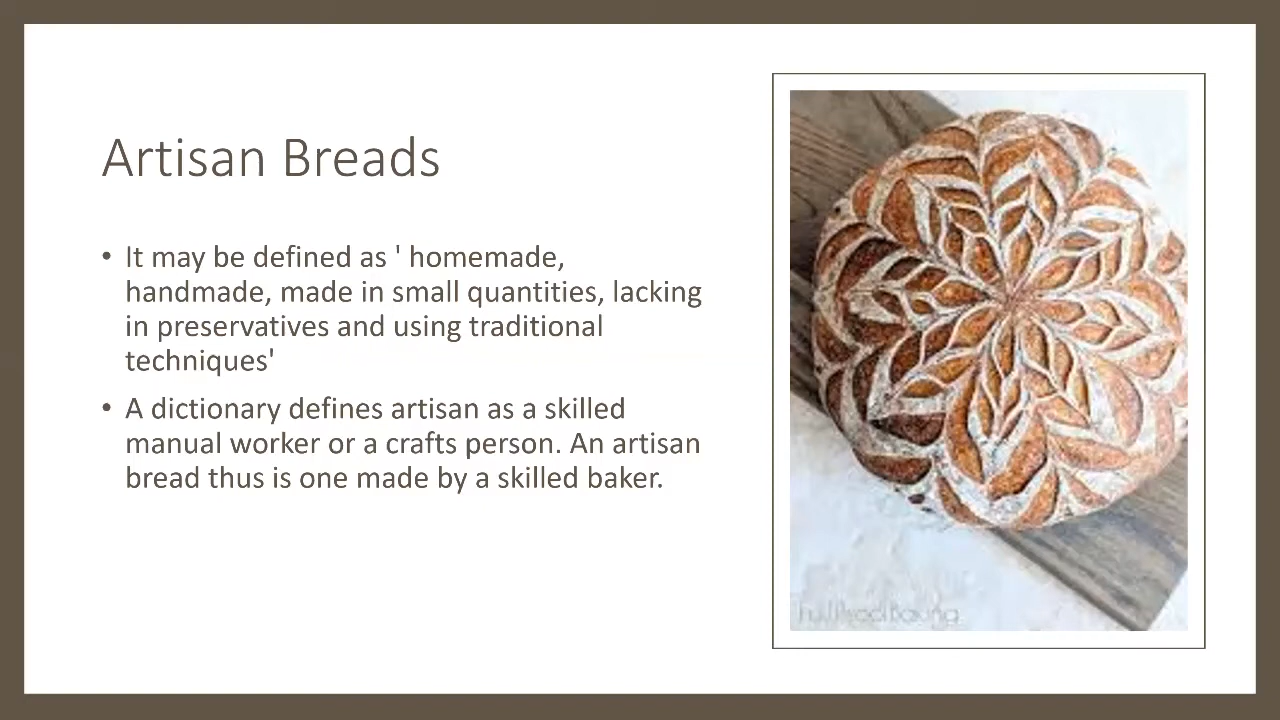 Artisan Breads
• It may be defined as ' homemade,
handmade, made in small quantities, lacking
in preservatives and using traditional
techniques'
• A dictionary defines artisan as a skilled
manual worker or a crafts person. An artisan
bread thus is one made by a skilled baker.